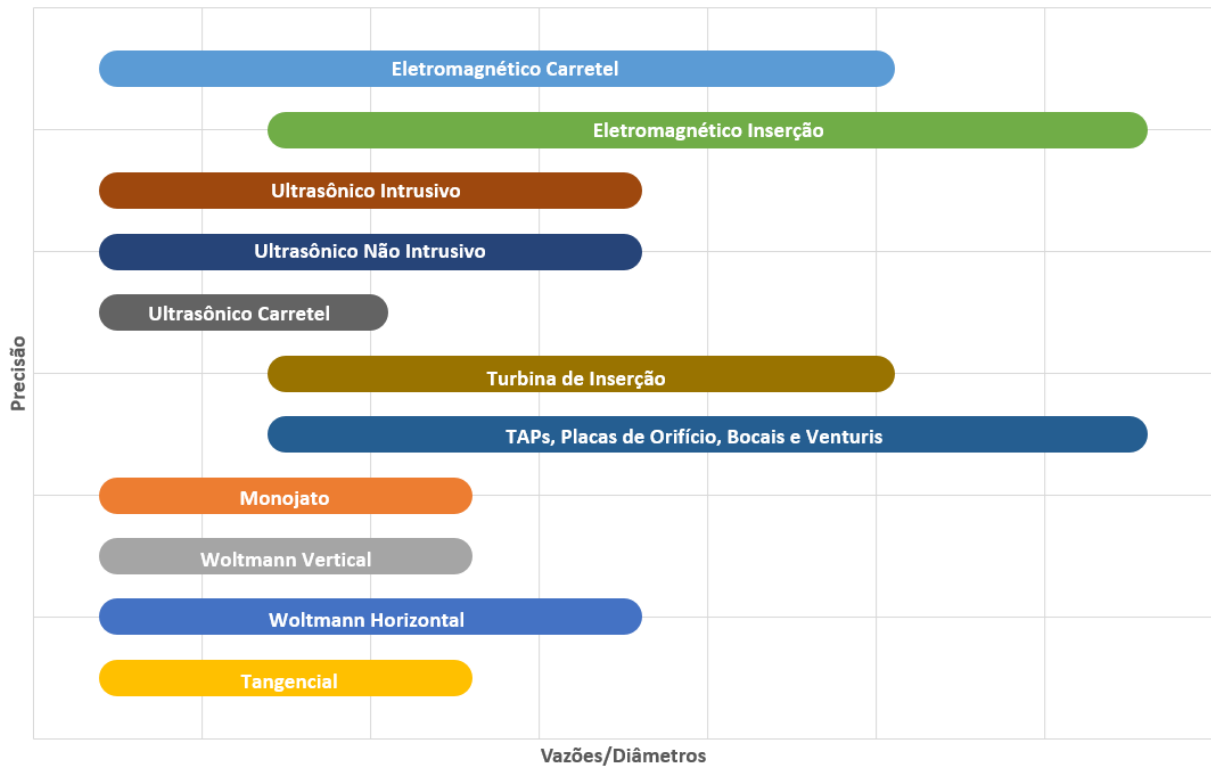 Eletromagnético Carretel
Eletromagnético Inserção
Ultrasônico Intrusivo
Ultrasônico Não Intrusivo
Ultrasônico Carretel
Turbina de Inserção
TAPs, Placas de Orifício, Bocais e Venturis
Monojato
Woltmann Vertical
Woltmann Horizontal
Tangencial
Precisão
Vazões/Diâmetros